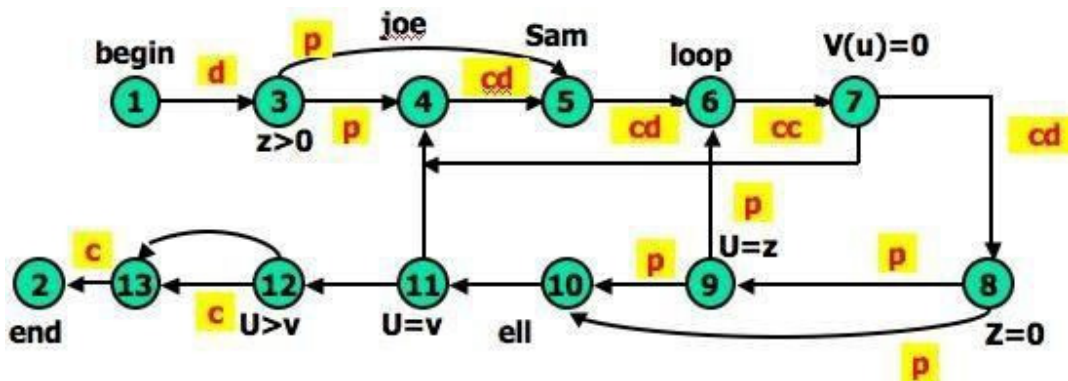 joe
p
Sam
begin
loop
V(u)=0
d
cd
1
3
4
5
6
7
z>0
p
cd
cc
cd
p
U=z
p
p
c
2
13
12
11
10
9
8
end
c
U>v
U=v
ell
Z=0
p